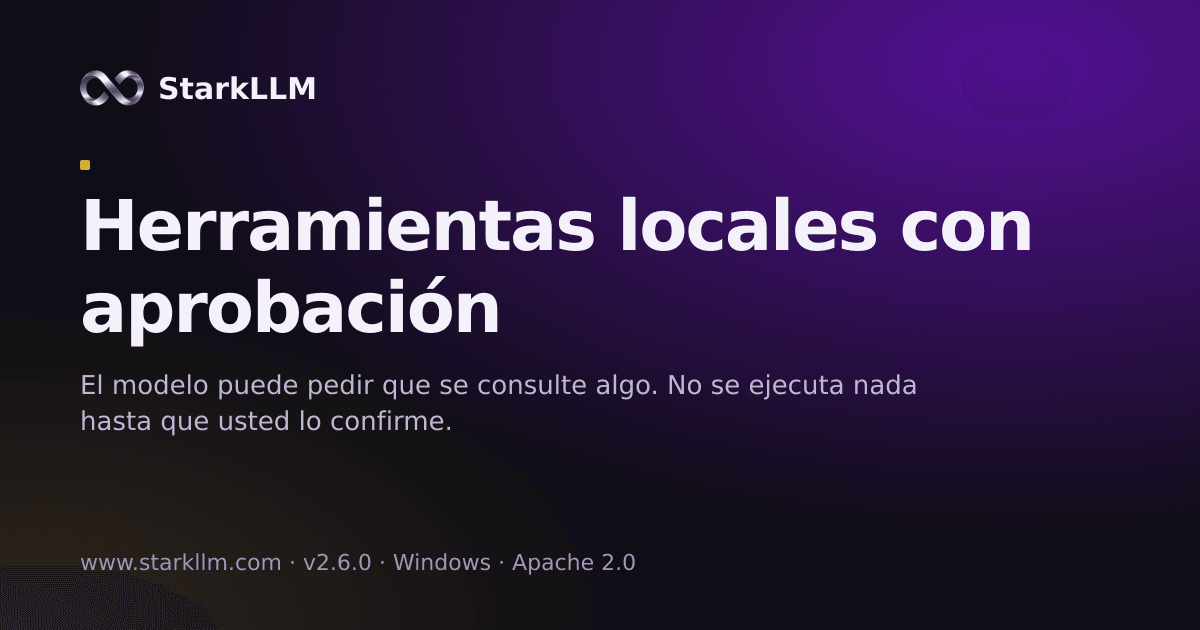 StarkLLM
Herramientas locales con
aprobación
El modelo puede pedir que se consulte algo. No se ejecuta nada
hasta que usted lo confirme.
www.starkllm.com · v2.6.0 · Windows · Apache 2.0